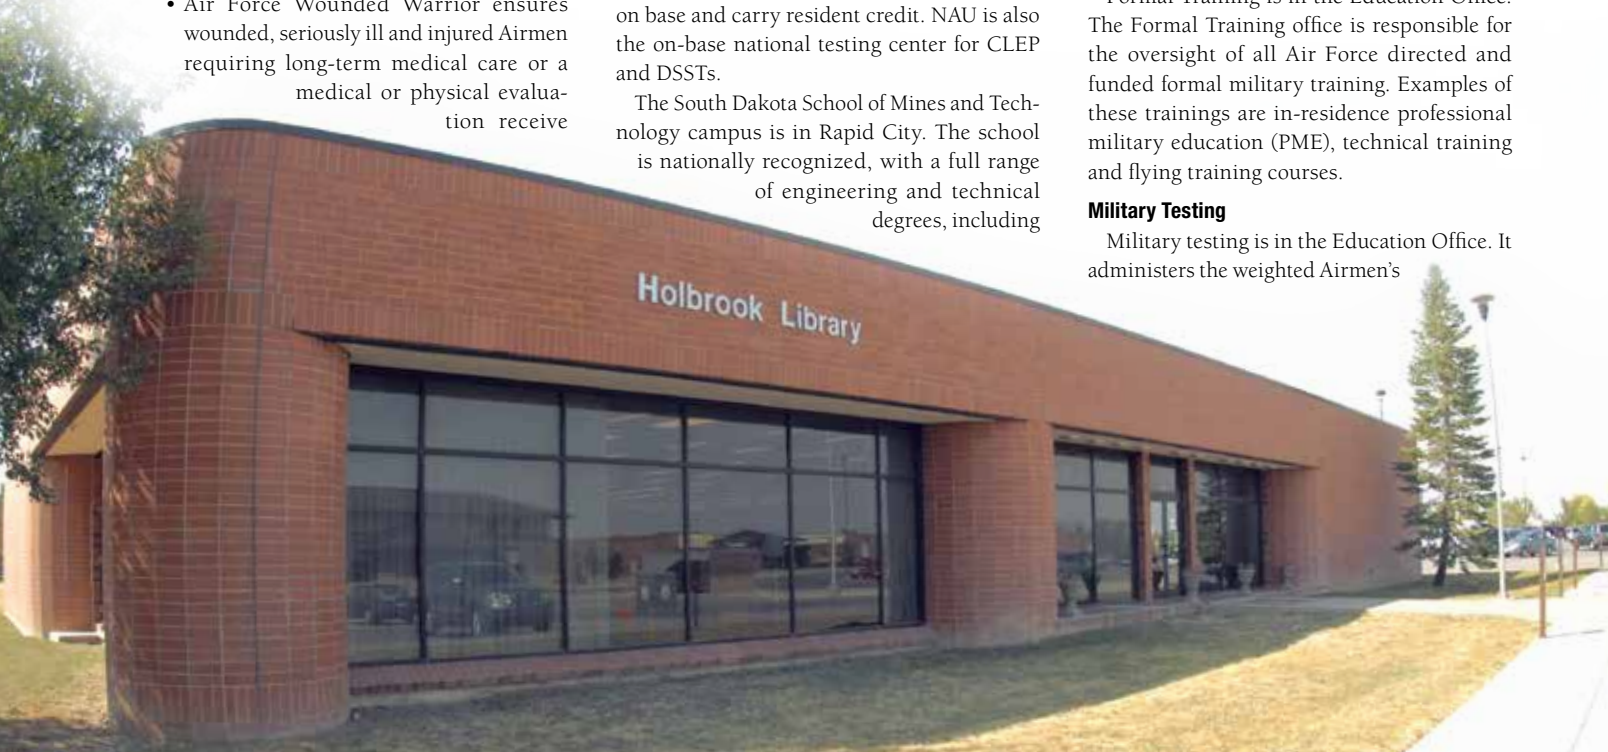 • Air Force Wounded Warrior ensures
wounded, seriously ill and injured Airmen
requiring long-term medical care or a
medical or physical evalua-
tion receive
on base and carry resident credit. NAU is also
the on-base national testing center for CLEP
and DSSTs.
The South Dakota School of Mines and Tech-
nology campus is in Rapid City. The school
is nationally recognized, with a full range
of engineering and technical
degrees, including
Formal Training is in the Education Office.
The Formal Training office is responsible for
the oversight of all Air Force directed and
funded formal military training. Examples of
these trainings are in-residence professional
military education (PME), technical training
and flying training courses.
Military Testing
Military testing is in the Education Office. It
administers the weighted Airmen’s
Holbrook Library